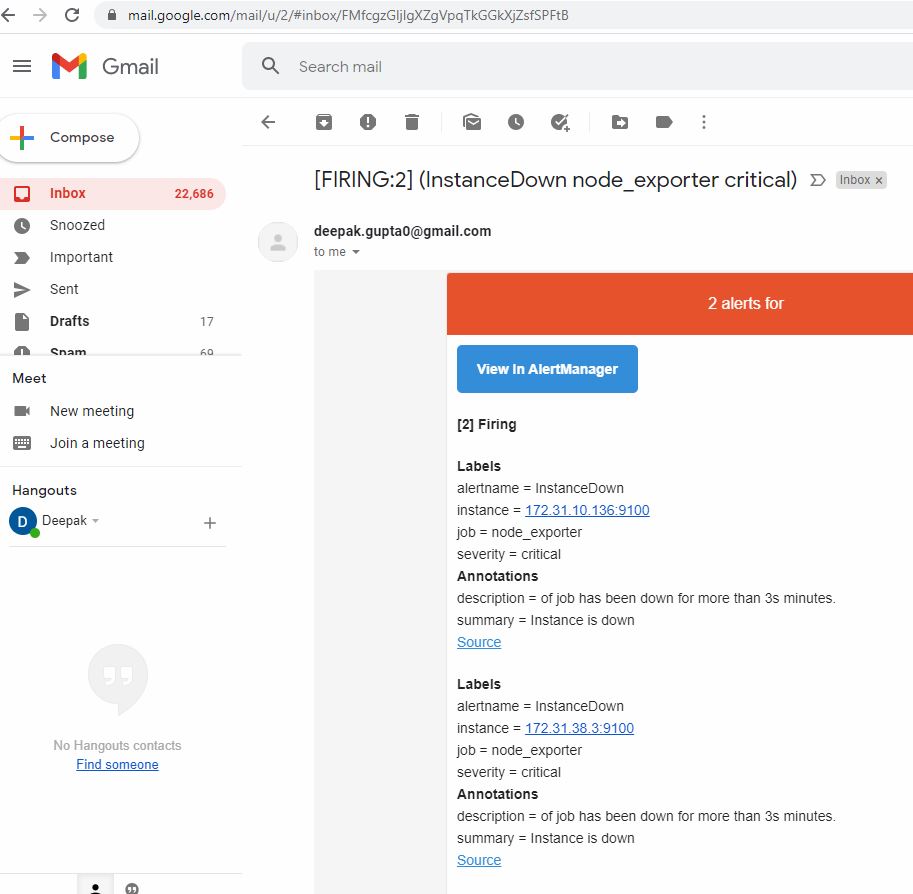 mail.google.com/mail/u/2/#inbox/FMfcgzGljlgXZgVpqTkGGkXjZsfSPFtB
Gmail
Search mail
Compose
[FIRING:2] (InstanceDown node_exporter critical)
Inbox ×
Inbox 22,686
Snoozed
Important
Sent
Drafts 17
Spam 69
deepak.gupta0@gmail.com
to me
Meet
New meeting
Join a meeting
Hangouts
D Deepak
No Hangouts contacts
Find someone
2 alerts for
View In AlertManager
[2] Firing
Labels
alertname = InstanceDown
instance = 172.31.10.136:9100
job = node_exporter
severity = critical
Annotations
description = of job has been down for more than 3s minutes.
summary = Instance is down
Source
Labels
alertname = InstanceDown
instance = 172.31.38.3:9100
job = node_exporter
severity = critical
Annotations
description = of job has been down for more than 3s minutes.
summary = Instance is down
Source